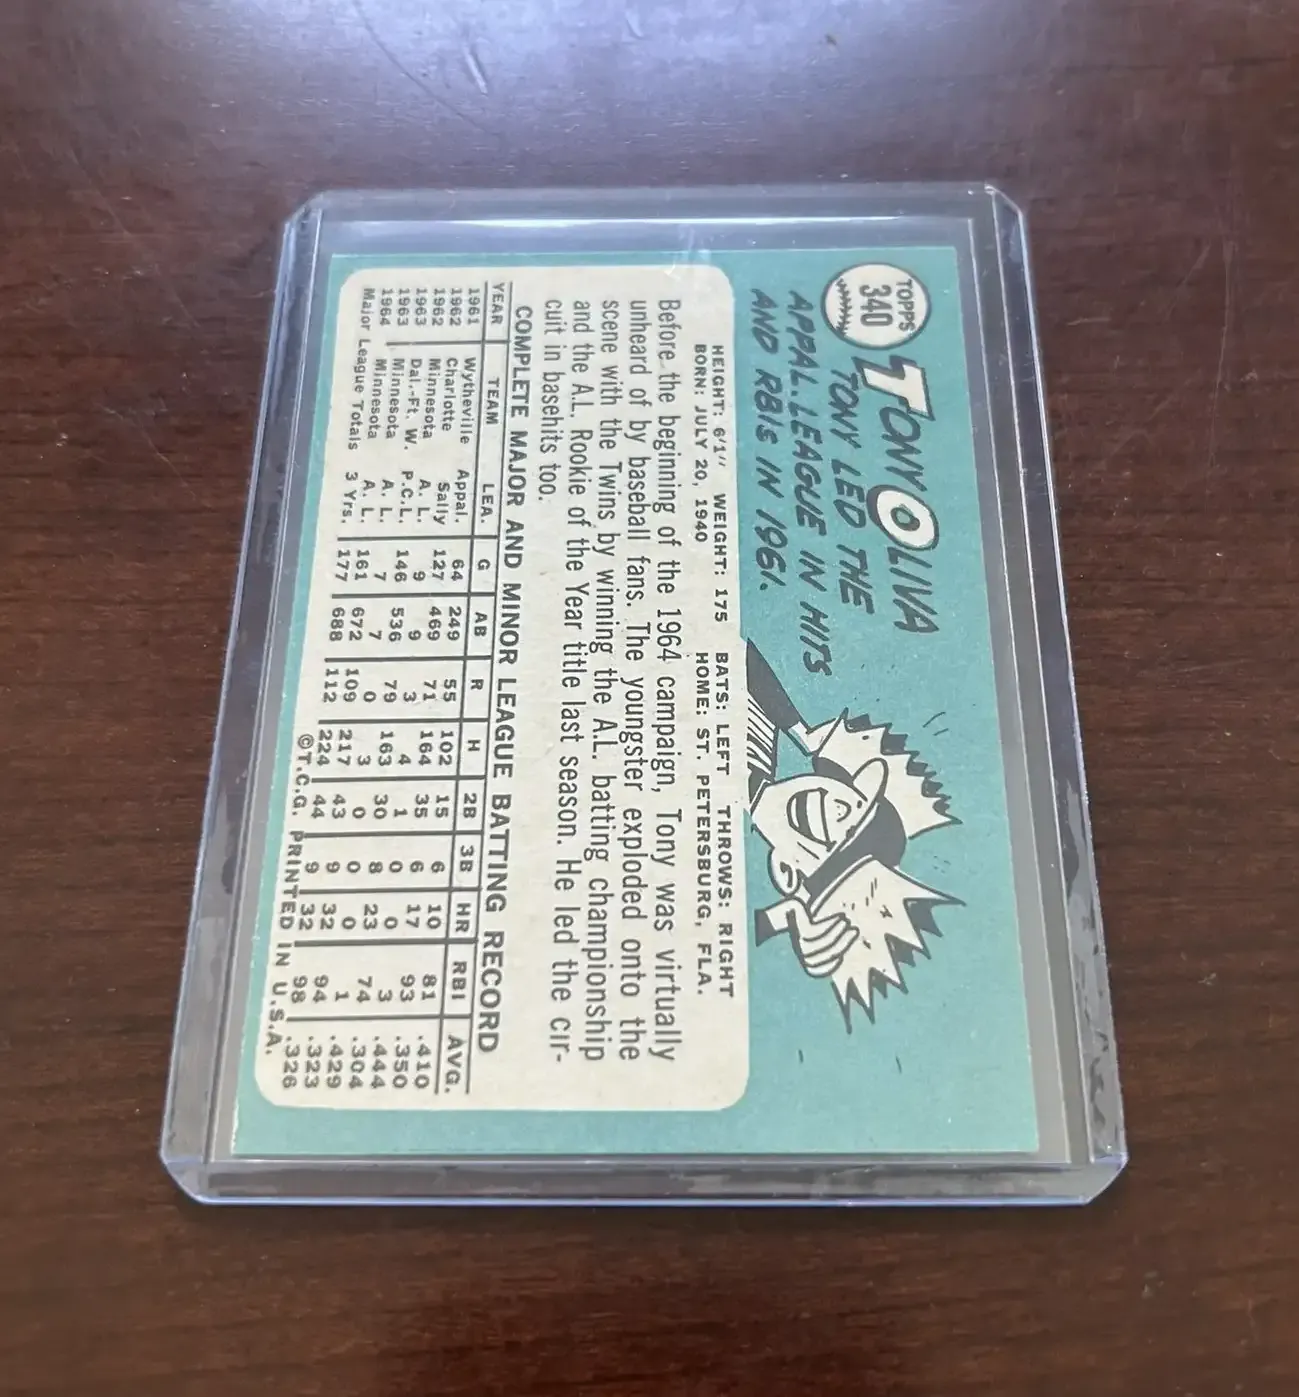 TOPPS
340
TONY OLIVA
TONY LED THE
APPAL. LEAGUE IN HITS
AND RBIS IN 1961.
HEIGHT: 6'1" WEIGHT: 175 BATS: LEFT THROWS: RIGHT
BORN: JULY 20, 1940 HOME: ST. PETERSBURG, FLA.
Before the beginning of the 1964 campaign, Tony was virtually
unheard of by baseball fans. The youngster exploded onto the
scene with the Twins by winning the A.L. batting championship
and the A.L. Rookie of the Year title last season. He led the cir-
cuit in basehits too.
COMPLETE MAJOR AND MINOR LEAGUE BATTING RECORD
YEAR TEAM LEA. G AB R H 2B 3B HR RBI AVG.
1961 Wytheville Appal. 64 249 55 102 15 6 10 81 .410
1962 Charlotte Sally 127 469 71 164 35 6 17 93 .350
1962 Minnesota A. L. 9 9 3 4 1 0 0 3 .444
1963 Dal.-Ft. W. P.C.L. 146 536 79 163 30 8 23 74 .304
1963 Minnesota A. L. 7 7 0 3 0 0 0 1 .429
1964 Minnesota A. L. 161 672 109 217 43 9 32 94 .323
Major League Totals 3 Yrs. 177 688 112 224 44 9 32 98 .326
©T.C.G. PRINTED IN U.S.A.